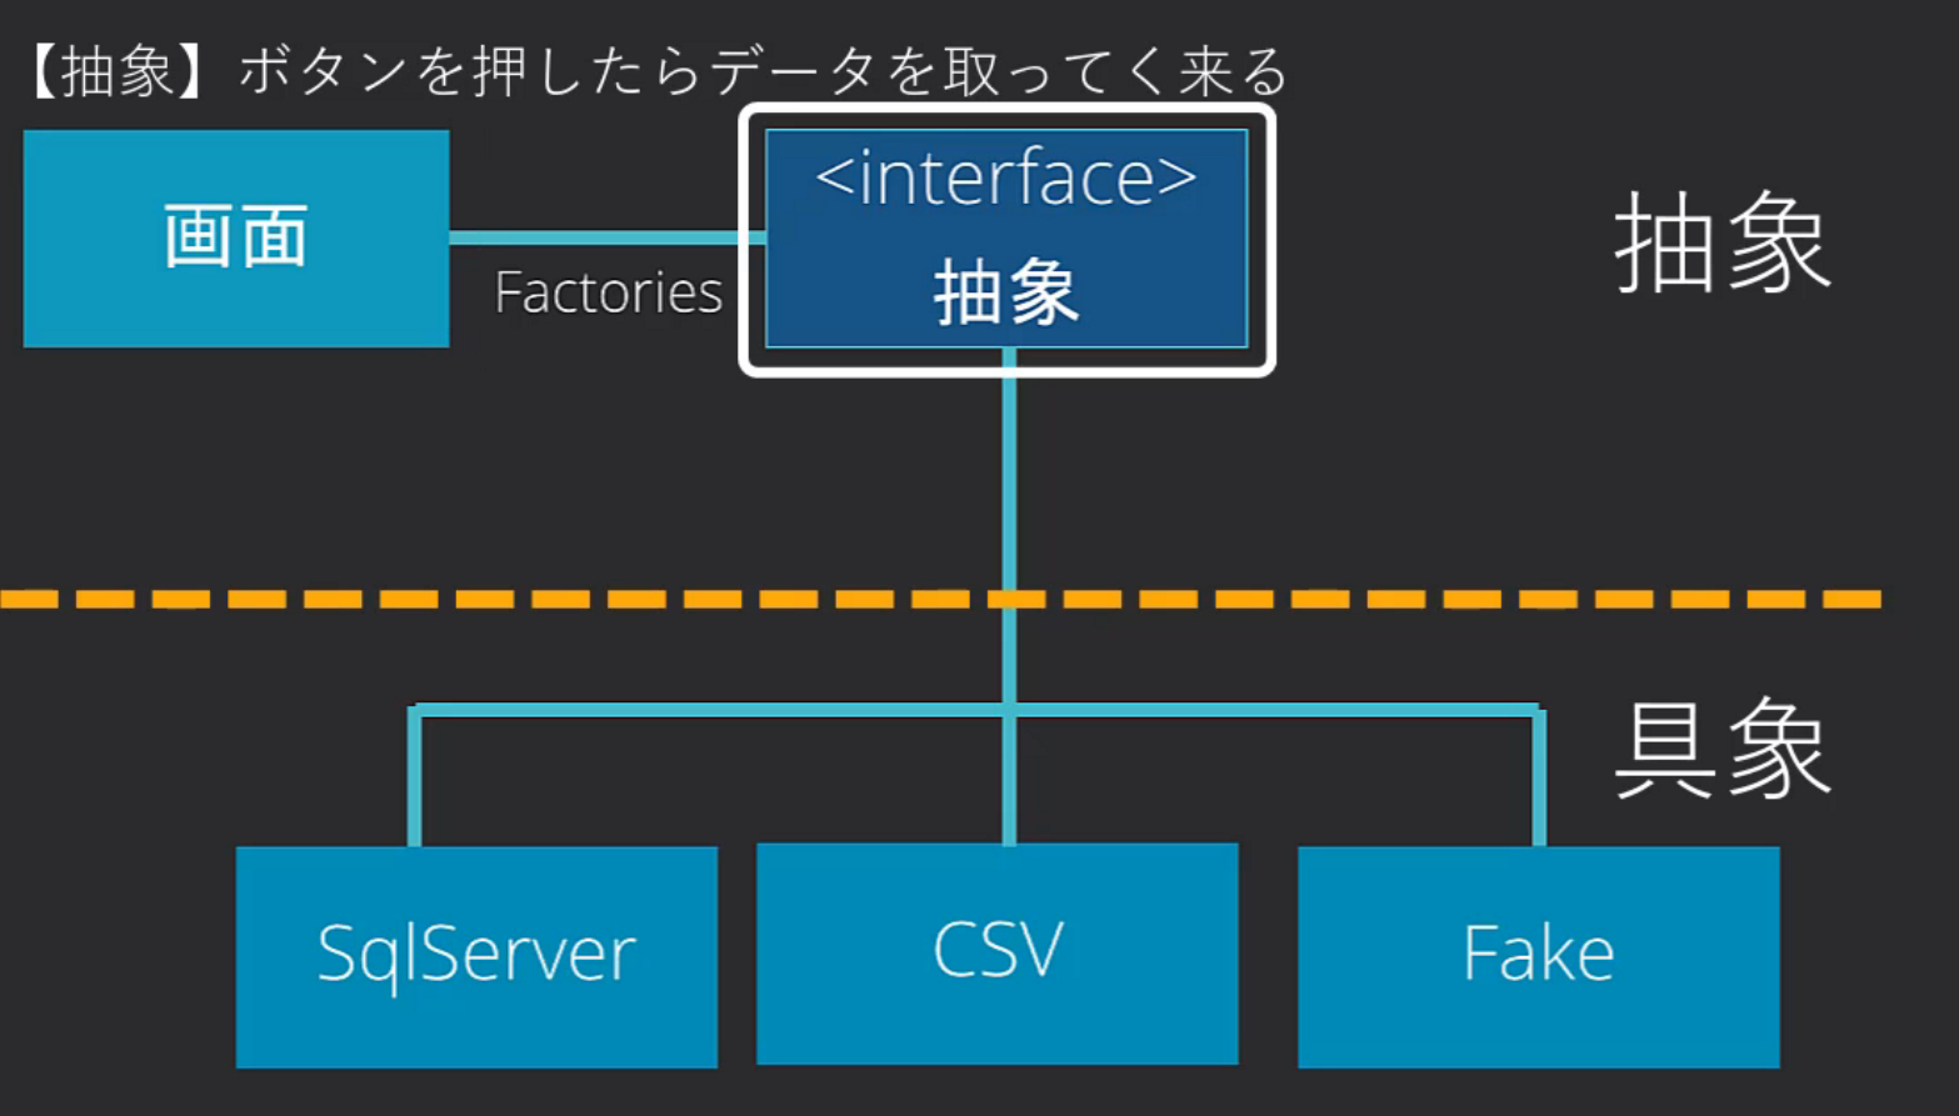 【抽象】ボタンを押したらデータを取ってく来る
画面
Factories
<interface>
抽象
抽象
具象
SqlServer
CSV
Fake